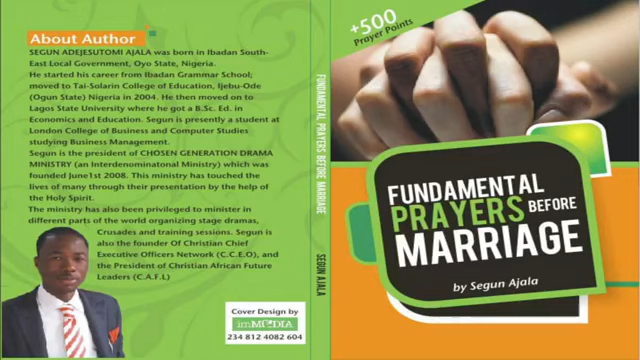 About Author
SEGUN ADEJESUTOMI AJALA was born in Ibadan South-
East Local Government, Oyo State, Nigeria.
He started his career from Ibadan Grammar School;
moved to Tai-Solarin College of Education, Ijebu-Ode
(Ogun State) Nigeria in 2004. He then moved on to
Lagos State University where he got a B.Sc. Ed. in
Economics and Education. Segun is presently a student at
London College of Business and Computer Studies
studying Business Management.
Segun is the president of CHOSEN GENERATION DRAMA
MINISTRY (an Interdenominatonal Ministry) which was
founded June1st 2008. This ministry has touched the
lives of many through their presentation by the help of
the Holy Spirit.
The ministry has also been privileged to minister in
different parts of the world organizing stage dramas,
Crusades and training sessions. Segun is
also the founder Of Christian Chief
Executive Officers Network (C.C.E.O), and
the President of Christian African Future
Leaders (C.A.F.L)
Cover Design by
imMEDIA
234 812 4082 604
FUNDAMENTAL PRAYERS BEFORE MARRIAGE
SEGUN AJALA
+500
Prayer Points
FUNDAMENTAL
PRAYERS BEFORE
MARRIAGE
by Segun Ajala